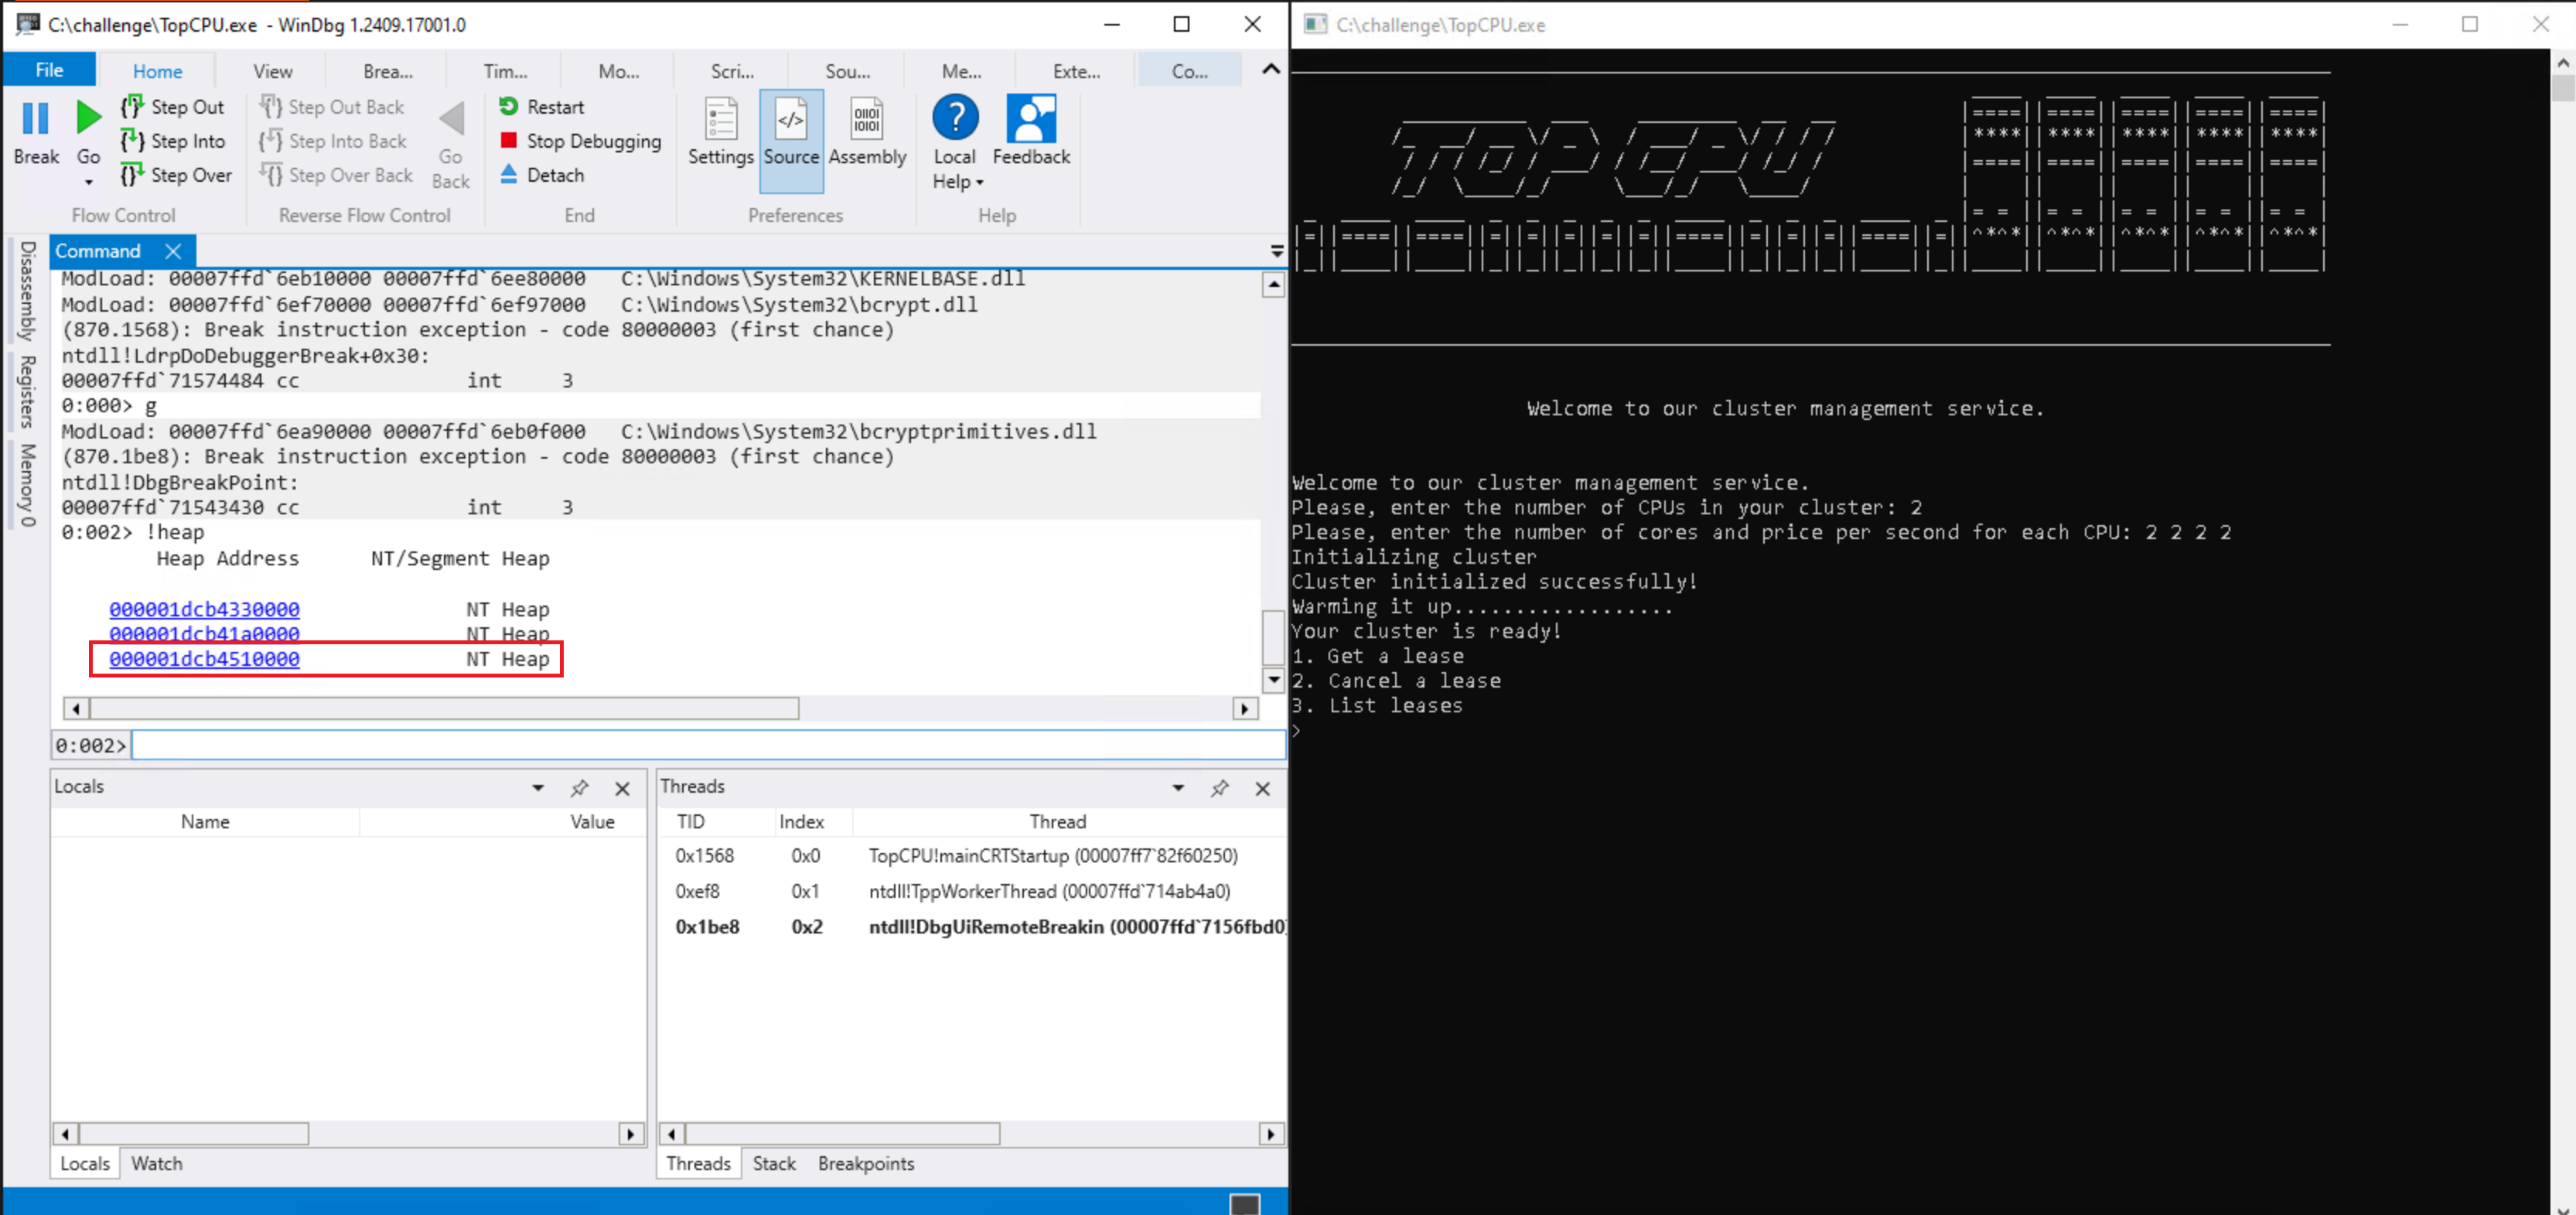 C:\challenge\TopCPU.exe - WinDbg 1.2409.17001.0
File
Home
View
Brea...
Tim...
Mo...
Scri...
Sou...
Me...
Exte...
Co...
Break
Go
Step Out
Step Into
Step Over
Flow Control
Step Out Back
Step Into Back
Step Over Back
Go
Back
Reverse Flow Control
Restart
Stop Debugging
Detach
End
Settings
Source
Assembly
Preferences
Local
Help
Feedback
Help
Disassembly
Registers
Memory 0
Command
ModLoad: 00007ffd`6eb10000 00007ffd`6ee80000   C:\Windows\System32\KERNELBASE.dll
ModLoad: 00007ffd`6ef70000 00007ffd`6ef97000   C:\Windows\System32\bcrypt.dll
(870.1568): Break instruction exception - code 80000003 (first chance)
ntdll!LdrpDoDebuggerBreak+0x30:
00007ffd`71574484 cc              int     3
0:000> g
ModLoad: 00007ffd`6ea90000 00007ffd`6eb0f000   C:\Windows\System32\bcryptprimitives.dll
(870.1be8): Break instruction exception - code 80000003 (first chance)
ntdll!DbgBreakPoint:
00007ffd`71543430 cc              int     3
0:002> !heap
Heap Address      NT/Segment Heap
000001dcb4330000              NT Heap
000001dcb41a0000              NT Heap
000001dcb4510000              NT Heap
0:002>
Locals
Name Value
Locals Watch
Threads
TID Index Thread
0x1568 0x0 TopCPU!mainCRTStartup (00007ff7`82f60250)
0xef8 0x1 ntdll!TppWorkerThread (00007ffd`714ab4a0)
0x1be8 0x2 ntdll!DbgUiRemoteBreakin (00007ffd`7156fbd0)
Threads Stack Breakpoints
C:\challenge\TopCPU.exe
TOP CPU
Welcome to our cluster management service.
Welcome to our cluster management service.
Please, enter the number of CPUs in your cluster: 2
Please, enter the number of cores and price per second for each CPU: 2 2 2 2
Initializing cluster
Cluster initialized successfully!
Warming it up..................
Your cluster is ready!
1. Get a lease
2. Cancel a lease
3. List leases
>